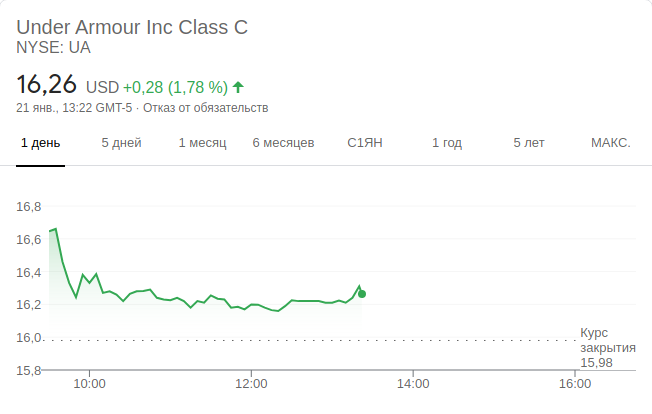 Under Armour Inc Class C
NYSE: UA
16,26 USD +0,28 (1,78 %)
21 янв., 13:22 GMT-5 · Отказ от обязательств
1 день 5 дней 1 месяц 6 месяцев С1ЯН 1 год 5 лет МАКС.
16,8
16,6
16,4
16,2
16,0
Курс
закрытия
15,98
15,8
10:00 12:00 14:00 16:00